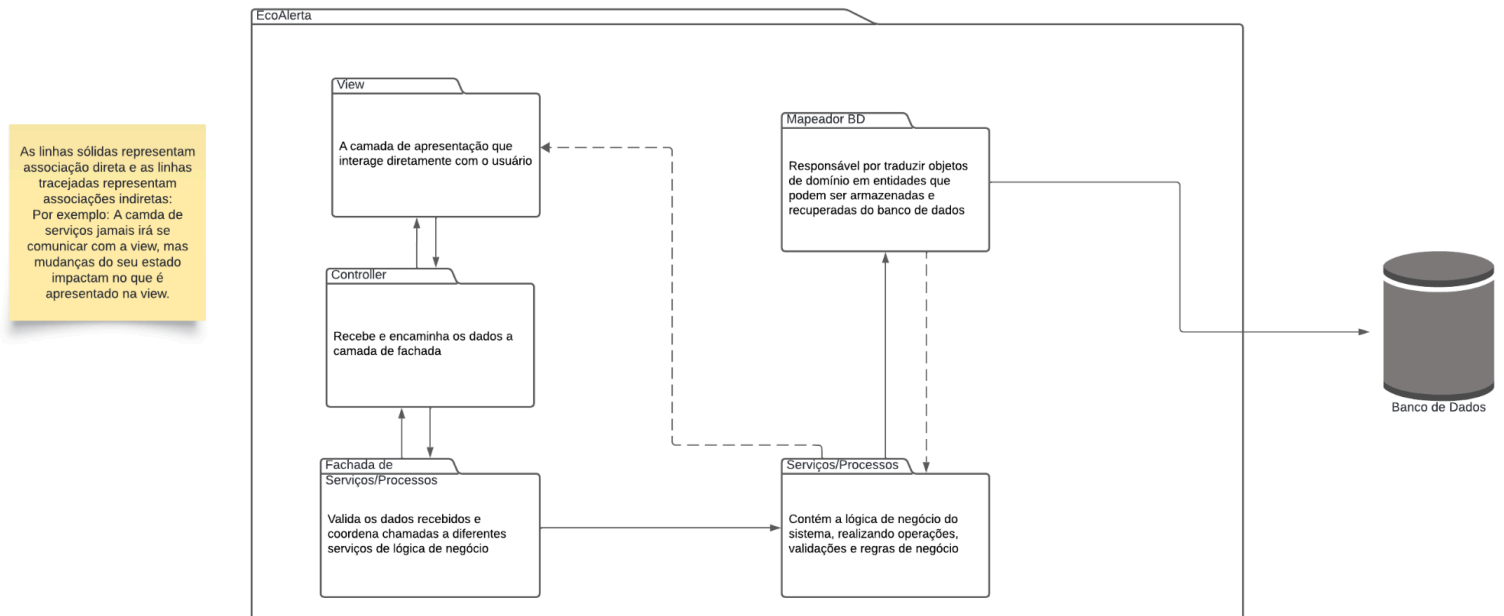 EcoAlerta
As linhas sólidas representam
associação direta e as linhas
tracejadas representam
associações indiretas:
Por exemplo: A camda de
serviços jamais irá se
comunicar com a view, mas
mudanças do seu estado
impactam no que é
apresentado na view.
View
A camada de apresentação que
interage diretamente com o usuário
Controller
Recebe e encaminha os dados a
camada de fachada
Fachada de
Serviços/Processos
Valida os dados recebidos e
coordena chamadas a diferentes
serviços de lógica de negócio
Mapeador BD
Responsável por traduzir objetos
de domínio em entidades que
podem ser armazenadas e
recuperadas do banco de dados
Serviços/Processos
Contém a lógica de negócio do
sistema, realizando operações,
validações e regras de negócio
Banco de Dados